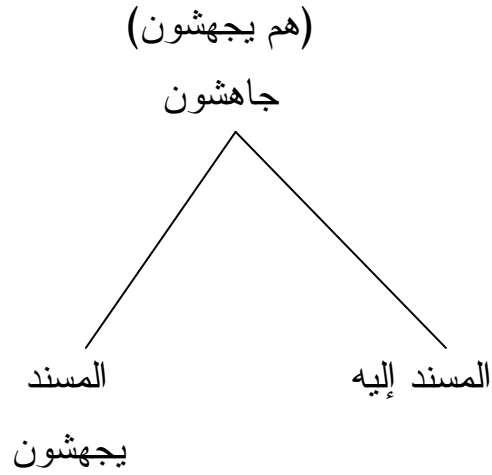 (هم يجهشون)
جاهشون
المسند إليه
المسند
يجهشون